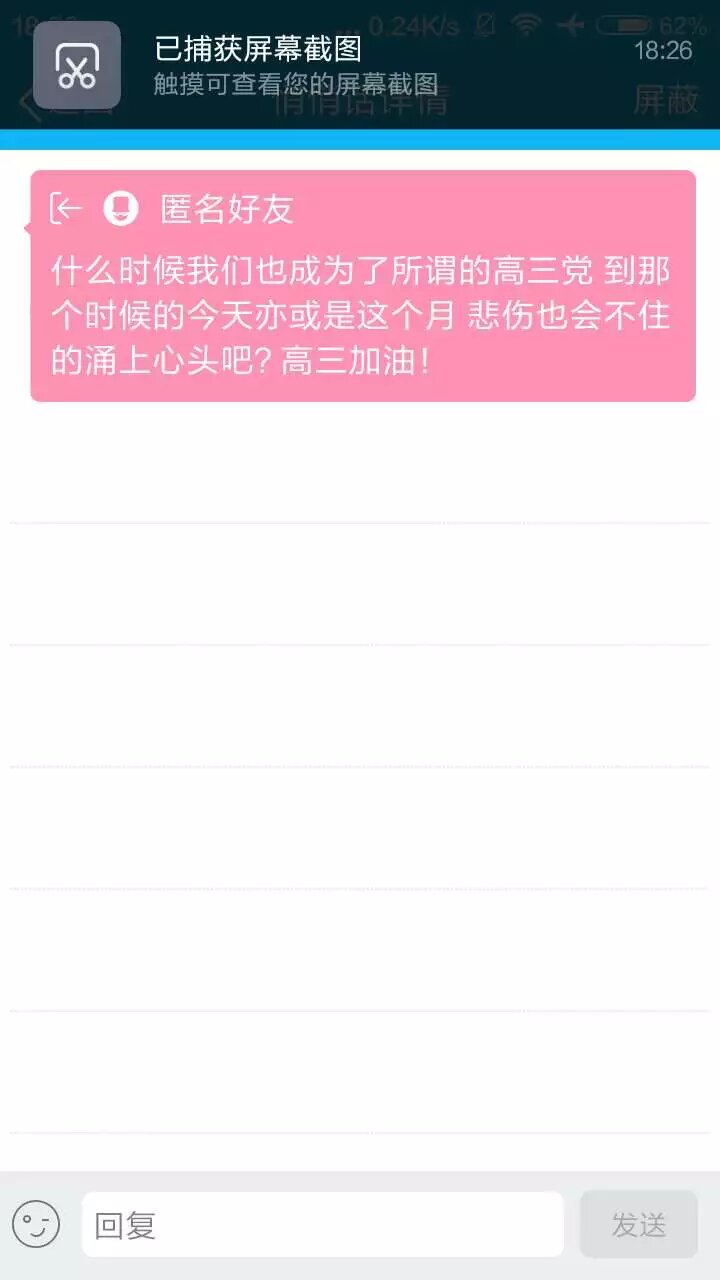 0.24K/s
62%
已捕获屏幕截图
18:26
触摸可查看您的屏幕截图
悄悄话详情
屏蔽
匿名好友
什么时候我们也成为了所谓的高三党 到那
个时候的今天亦或是这个月 悲伤也会不住
的涌上心头吧? 高三加油!
回复
发送